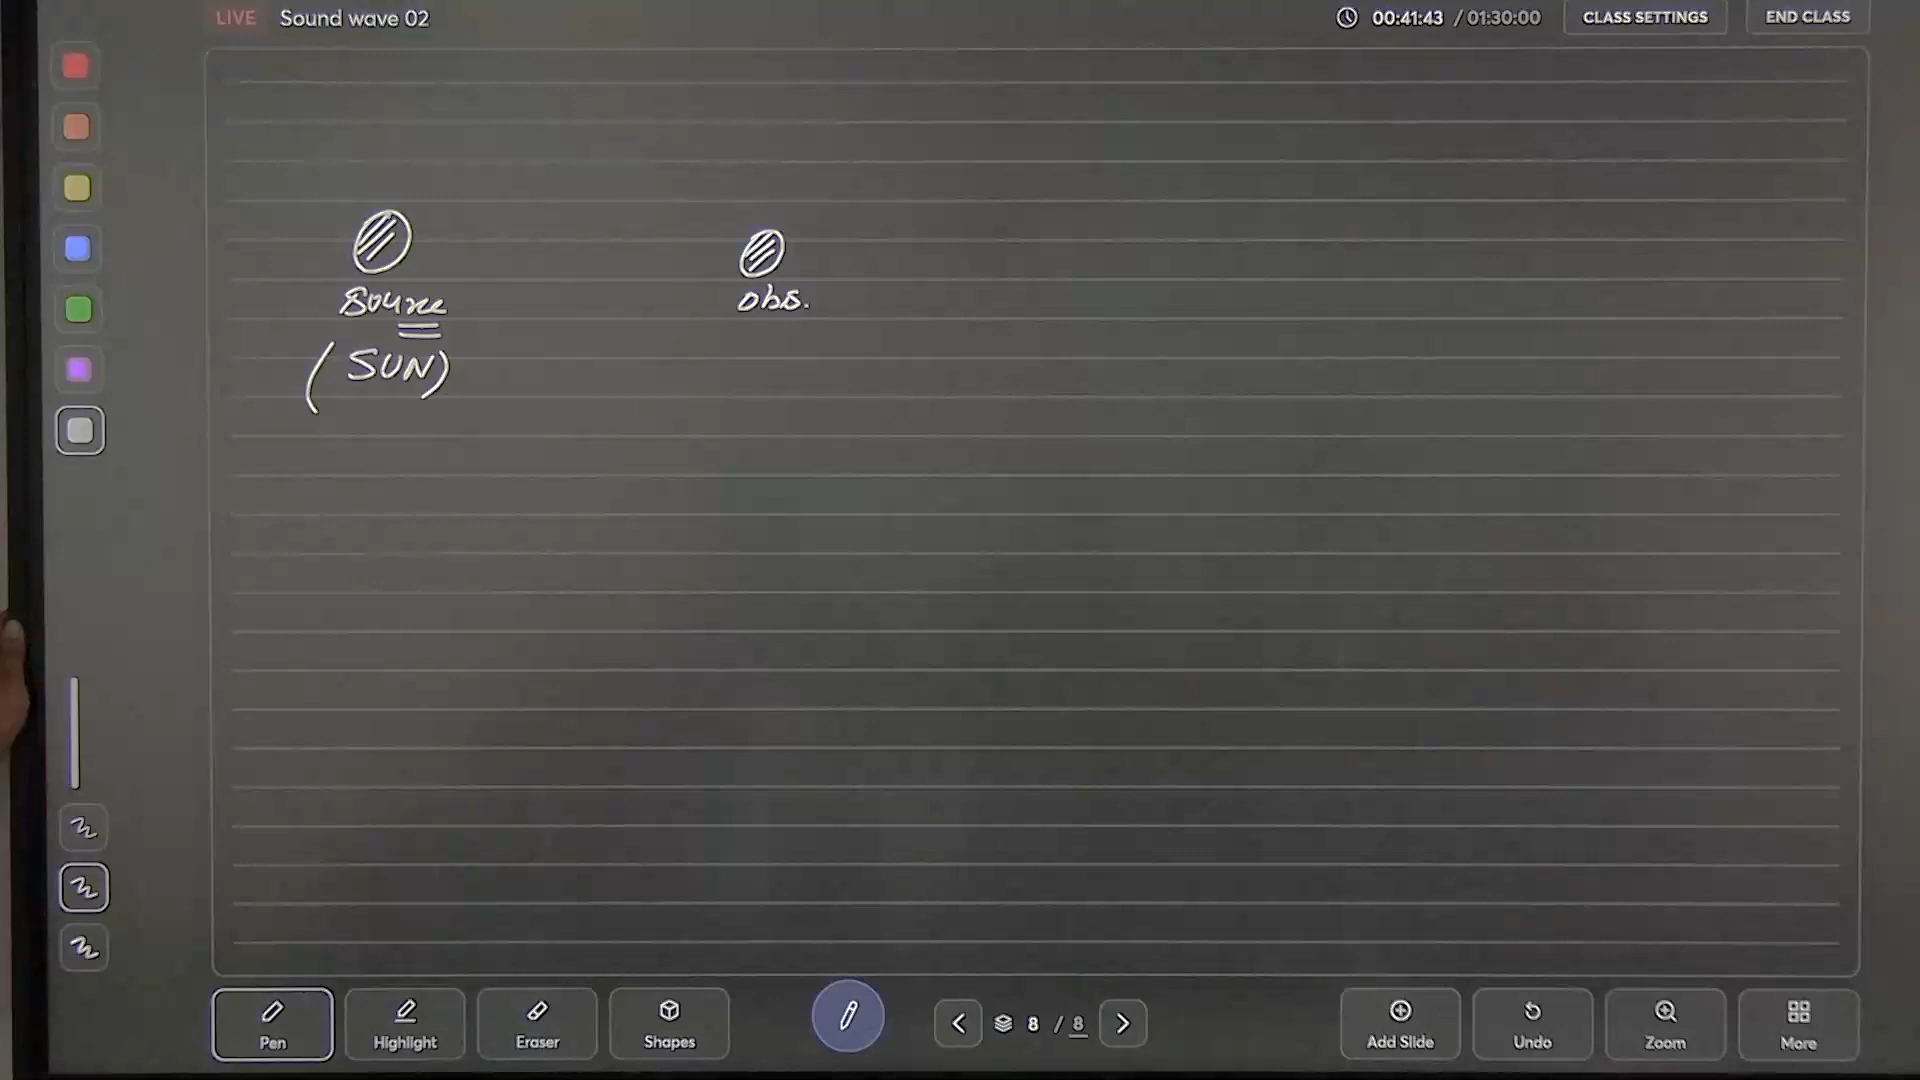 LIVE Sound wave 02 00:41:43 / 01:30:00 CLASS SETTINGS END CLASS
Source obs.
(SUN)
Pen Highlight Eraser Shapes 8 / 8 Add Slide Undo Zoom More